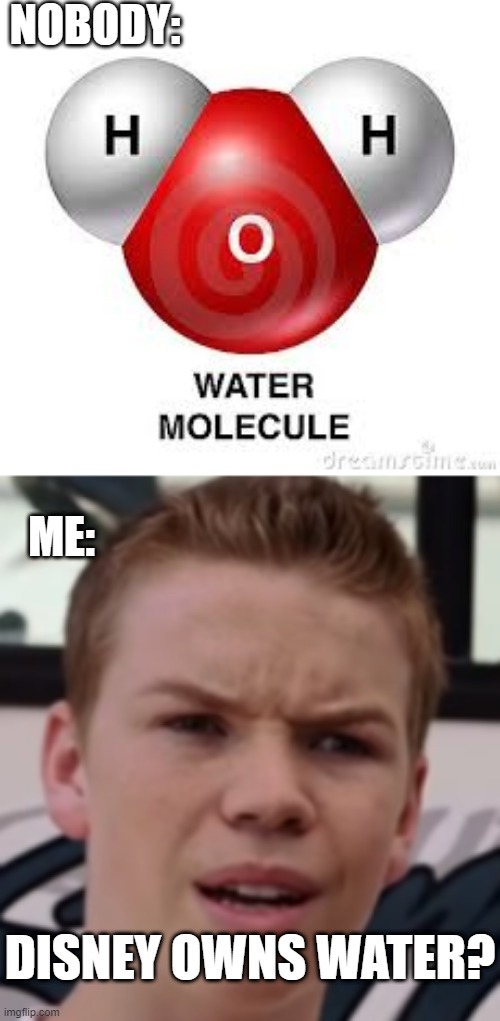 NOBODY:
H
H
O
WATER
MOLECULE
dreamstime.com
ME:
DISNEY OWNS WATER?
imgflip.com